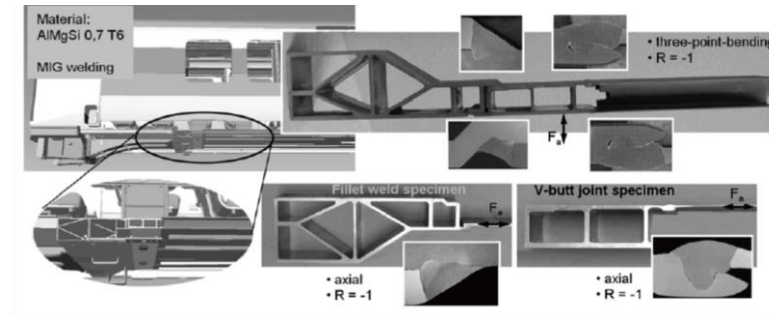 Material:
AlMgSi 0,7 T6
MIG welding
• three-point-bending
• R = -1
Fa
Fillet weld specimen
Fa
• axial
• R = -1
V-butt joint specimen
Fa
• axial
• R = -1